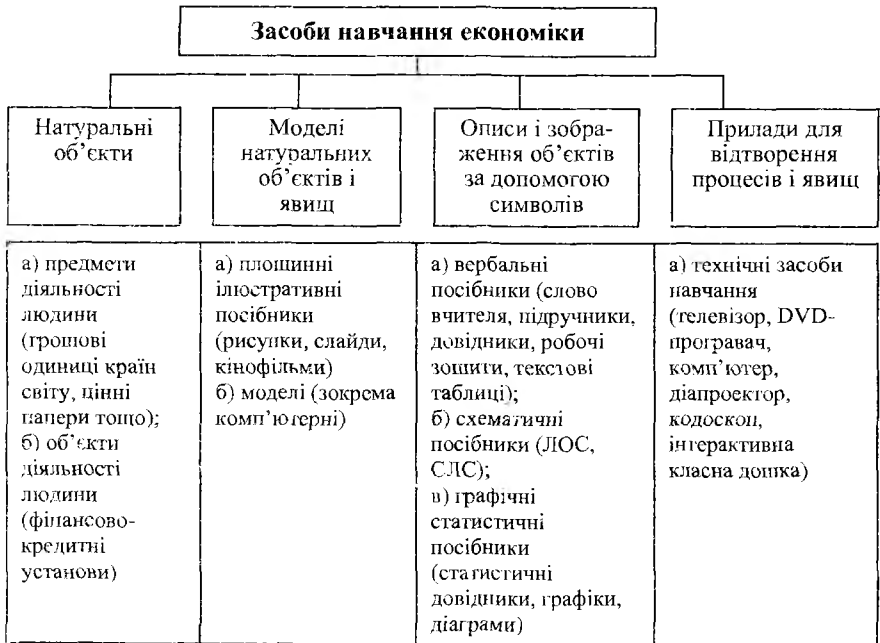 Засоби навчання економіки
Натуральні
об’єкти
Моделі
натуральних
об’єктів і
явищ
Описи і зобра-
ження об’єктів
за допомогою
символів
Прилади для
відтворення
процесів і явищ
а) предмети
діяльності
людини
(грошові
одиниці країн
світу, цінні
папери тощо);
б) об’єкти
діяльності
людини
(фінансово-
кредитні
установи)
а) площинні
ілюстративні
посібники
(рисунки, слайди,
кінофільми)
б) моделі (зокрема
комп’ютерні)
а) вербальні
посібники (слово
вчителя, підручники,
довідники, робочі
зошити, текстові
таблиці);
б) схематичні
посібники (ЛОС,
СЛС);
в) графічні
статистичні
посібники
(статистичні
довідники, графіки,
діаграми)
а) технічні засоби
навчання
(телевізор, DVD-
програвач,
комп’ютер,
діапроектор,
кодоскоп,
інтерактивна
класна дошка)